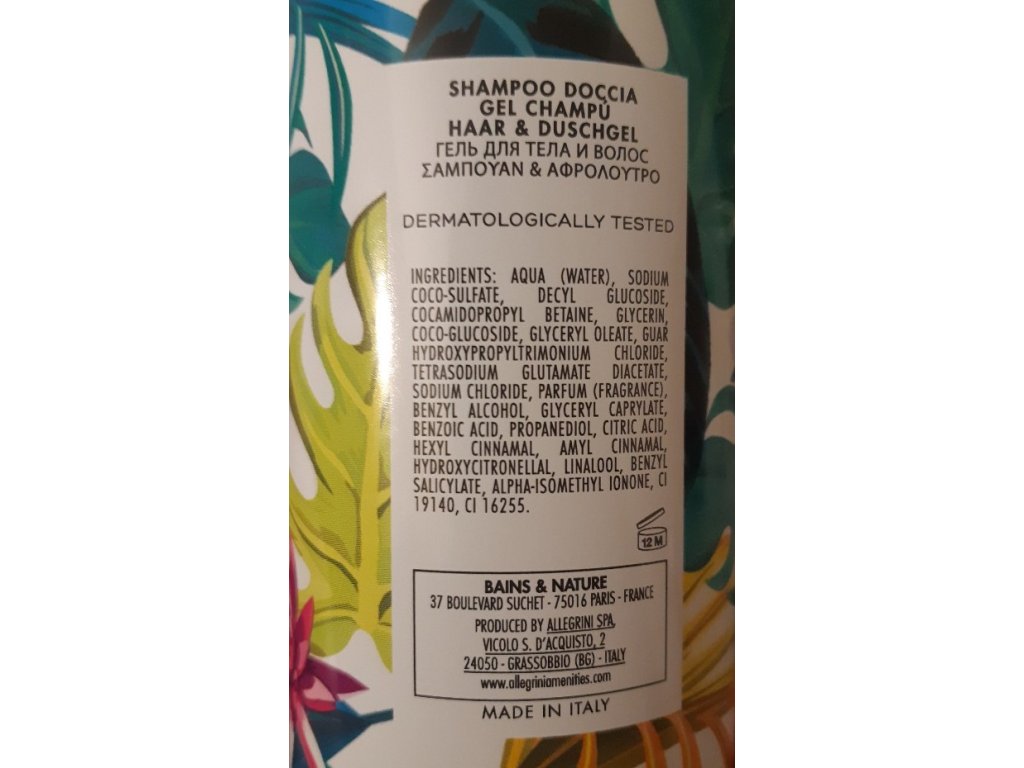 SHAMPOO DOCCIA
GEL CHAMPÚ
HAAR & DUSCHGEL
ГЕЛЬ ДЛЯ ТЕЛА И ВОЛОС
ΣΑΜΠΟΥΑΝ & ΑΦΡΟΛΟΥΤΡΟ
DERMATOLOGICALLY TESTED
INGREDIENTS: AQUA (WATER), SODIUM
COCO-SULFATE, DECYL GLUCOSIDE,
COCAMIDOPROPYL BETAINE, GLYCERIN,
COCO-GLUCOSIDE, GLYCERYL OLEATE, GUAR
HYDROXYPROPYLTRIMONIUM CHLORIDE,
TETRASODIUM GLUTAMATE DIACETATE,
SODIUM CHLORIDE, PARFUM (FRAGRANCE),
BENZYL ALCOHOL, GLYCERYL CAPRYLATE,
BENZOIC ACID, PROPANEDIOL, CITRIC ACID,
HEXYL CINNAMAL, AMYL CINNAMAL,
HYDROXYCITRONELLAL, LINALOOL, BENZYL
SALICYLATE, ALPHA-ISOMETHYL IONONE, CI
19140, CI 16255.
12 M
BAINS & NATURE
37 BOULEVARD SUCHET - 75016 PARIS - FRANCE
PRODUCED BY ALLEGRINI SPA,
VICOLO S. D'ACQUISTO, 2
24050 - GRASSOBBIO (BG) - ITALY
www.allegriniamenities.com
MADE IN ITALY